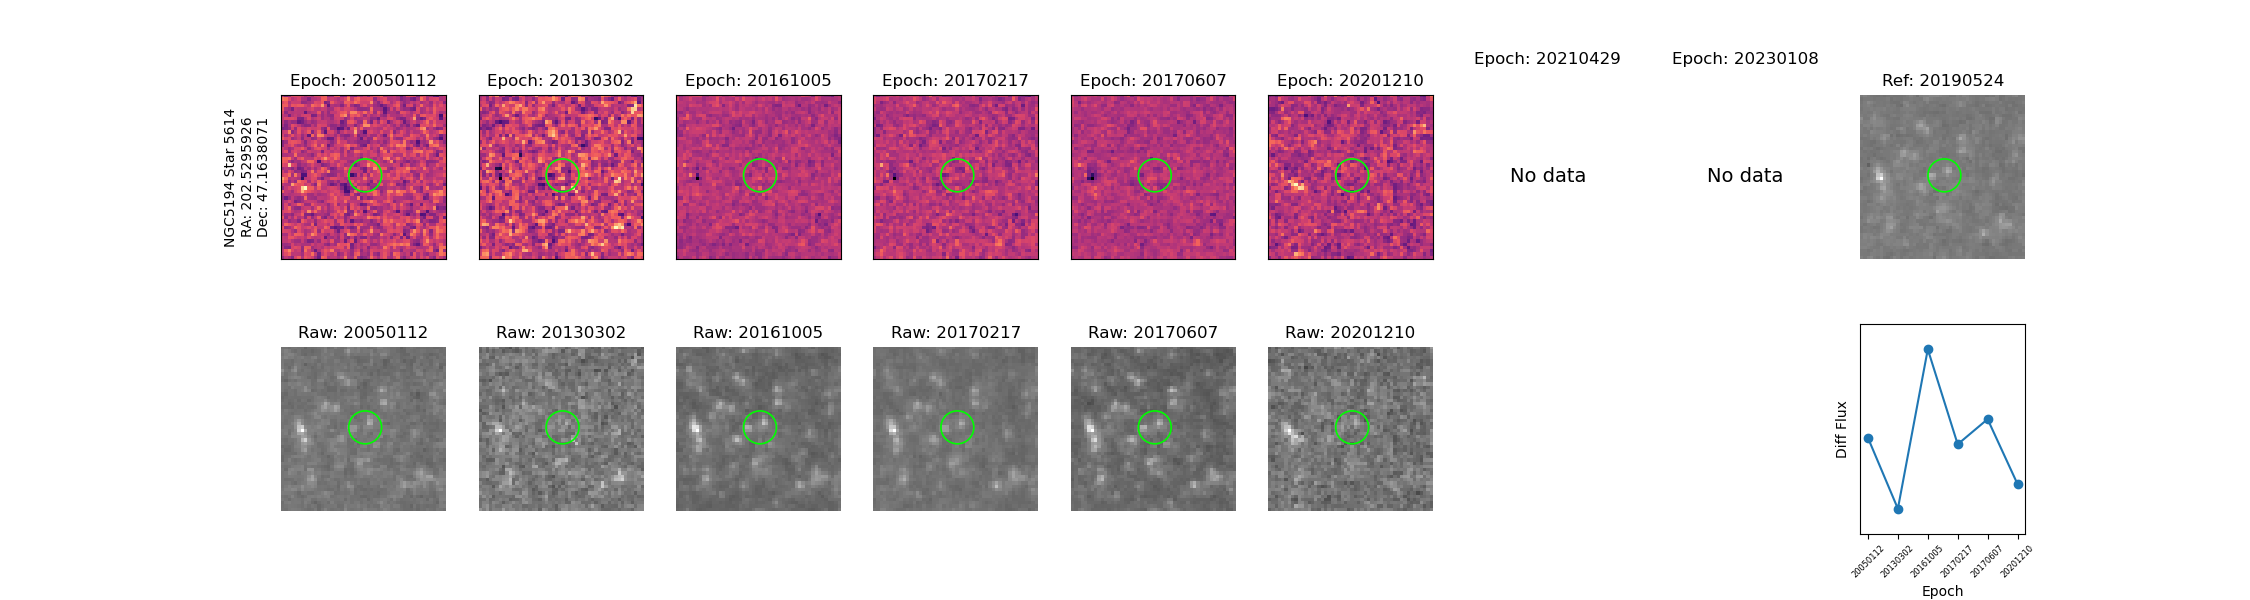 Epoch: 20050112
Epoch: 20130302
Epoch: 20161005
Epoch: 20170217
Epoch: 20170607
Epoch: 20201210
Epoch: 20210429
Epoch: 20230108
Ref: 20190524
NGC5194 Star 5614
RA: 202.5295926
Dec: 47.1638071
No data
No data
Raw: 20050112
Raw: 20130302
Raw: 20161005
Raw: 20170217
Raw: 20170607
Raw: 20201210
Diff Flux
20050112
20130302
20161005
20170217
20170607
20201210
Epoch